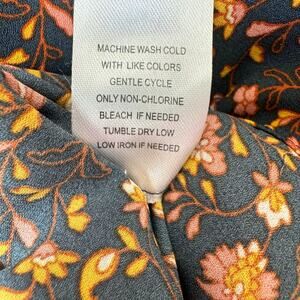 MACHINE WASH COLD
WITH LIKE COLORS
GENTLE CYCLE
ONLY NON-CHLORINE
BLEACH IF NEEDED
TUMBLE DRY LOW
LOW IRON IF NEEDED